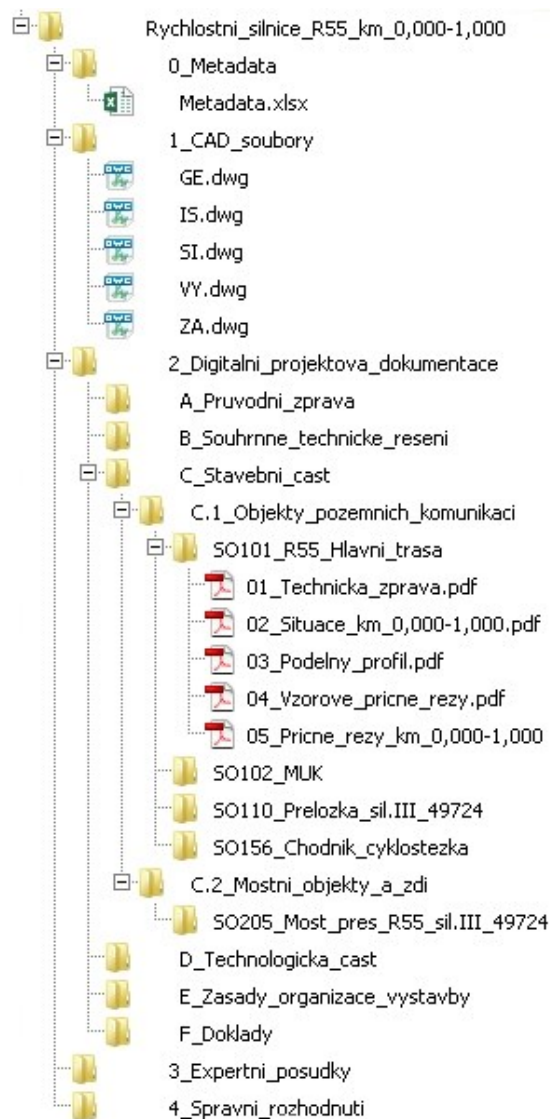 Rychlostni_silnice_R55_km_0,000-1,000
0_Metadata
Metadata.xlsx
1_CAD_soubory
GE.dwg
IS.dwg
SI.dwg
VY.dwg
ZA.dwg
2_Digitalni_projektova_dokumentace
A_Pruvodni_zprava
B_Souhrnne_technicke_reseni
C_Stavebni_cast
C.1_Objekty_pozemnich_komunikaci
SO101_R55_Hlavni_trasa
01_Technicka_zprava.pdf
02_Situace_km_0,000-1,000.pdf
03_Podelny_profil.pdf
04_Vzorove_pricne_rezy.pdf
05_Pricne_rezy_km_0,000-1,000
SO102_MUK
SO110_Prelozka_sil.III_49724
SO156_Chodnik_cyklostezka
C.2_Mostni_objekty_a_zdi
SO205_Most_pres_R55_sil.III_49724
D_Technologicka_cast
E_Zasady_organizace_vystavby
F_Doklady
3_Expertni_posudky
4_Spravni_rozhodnuti